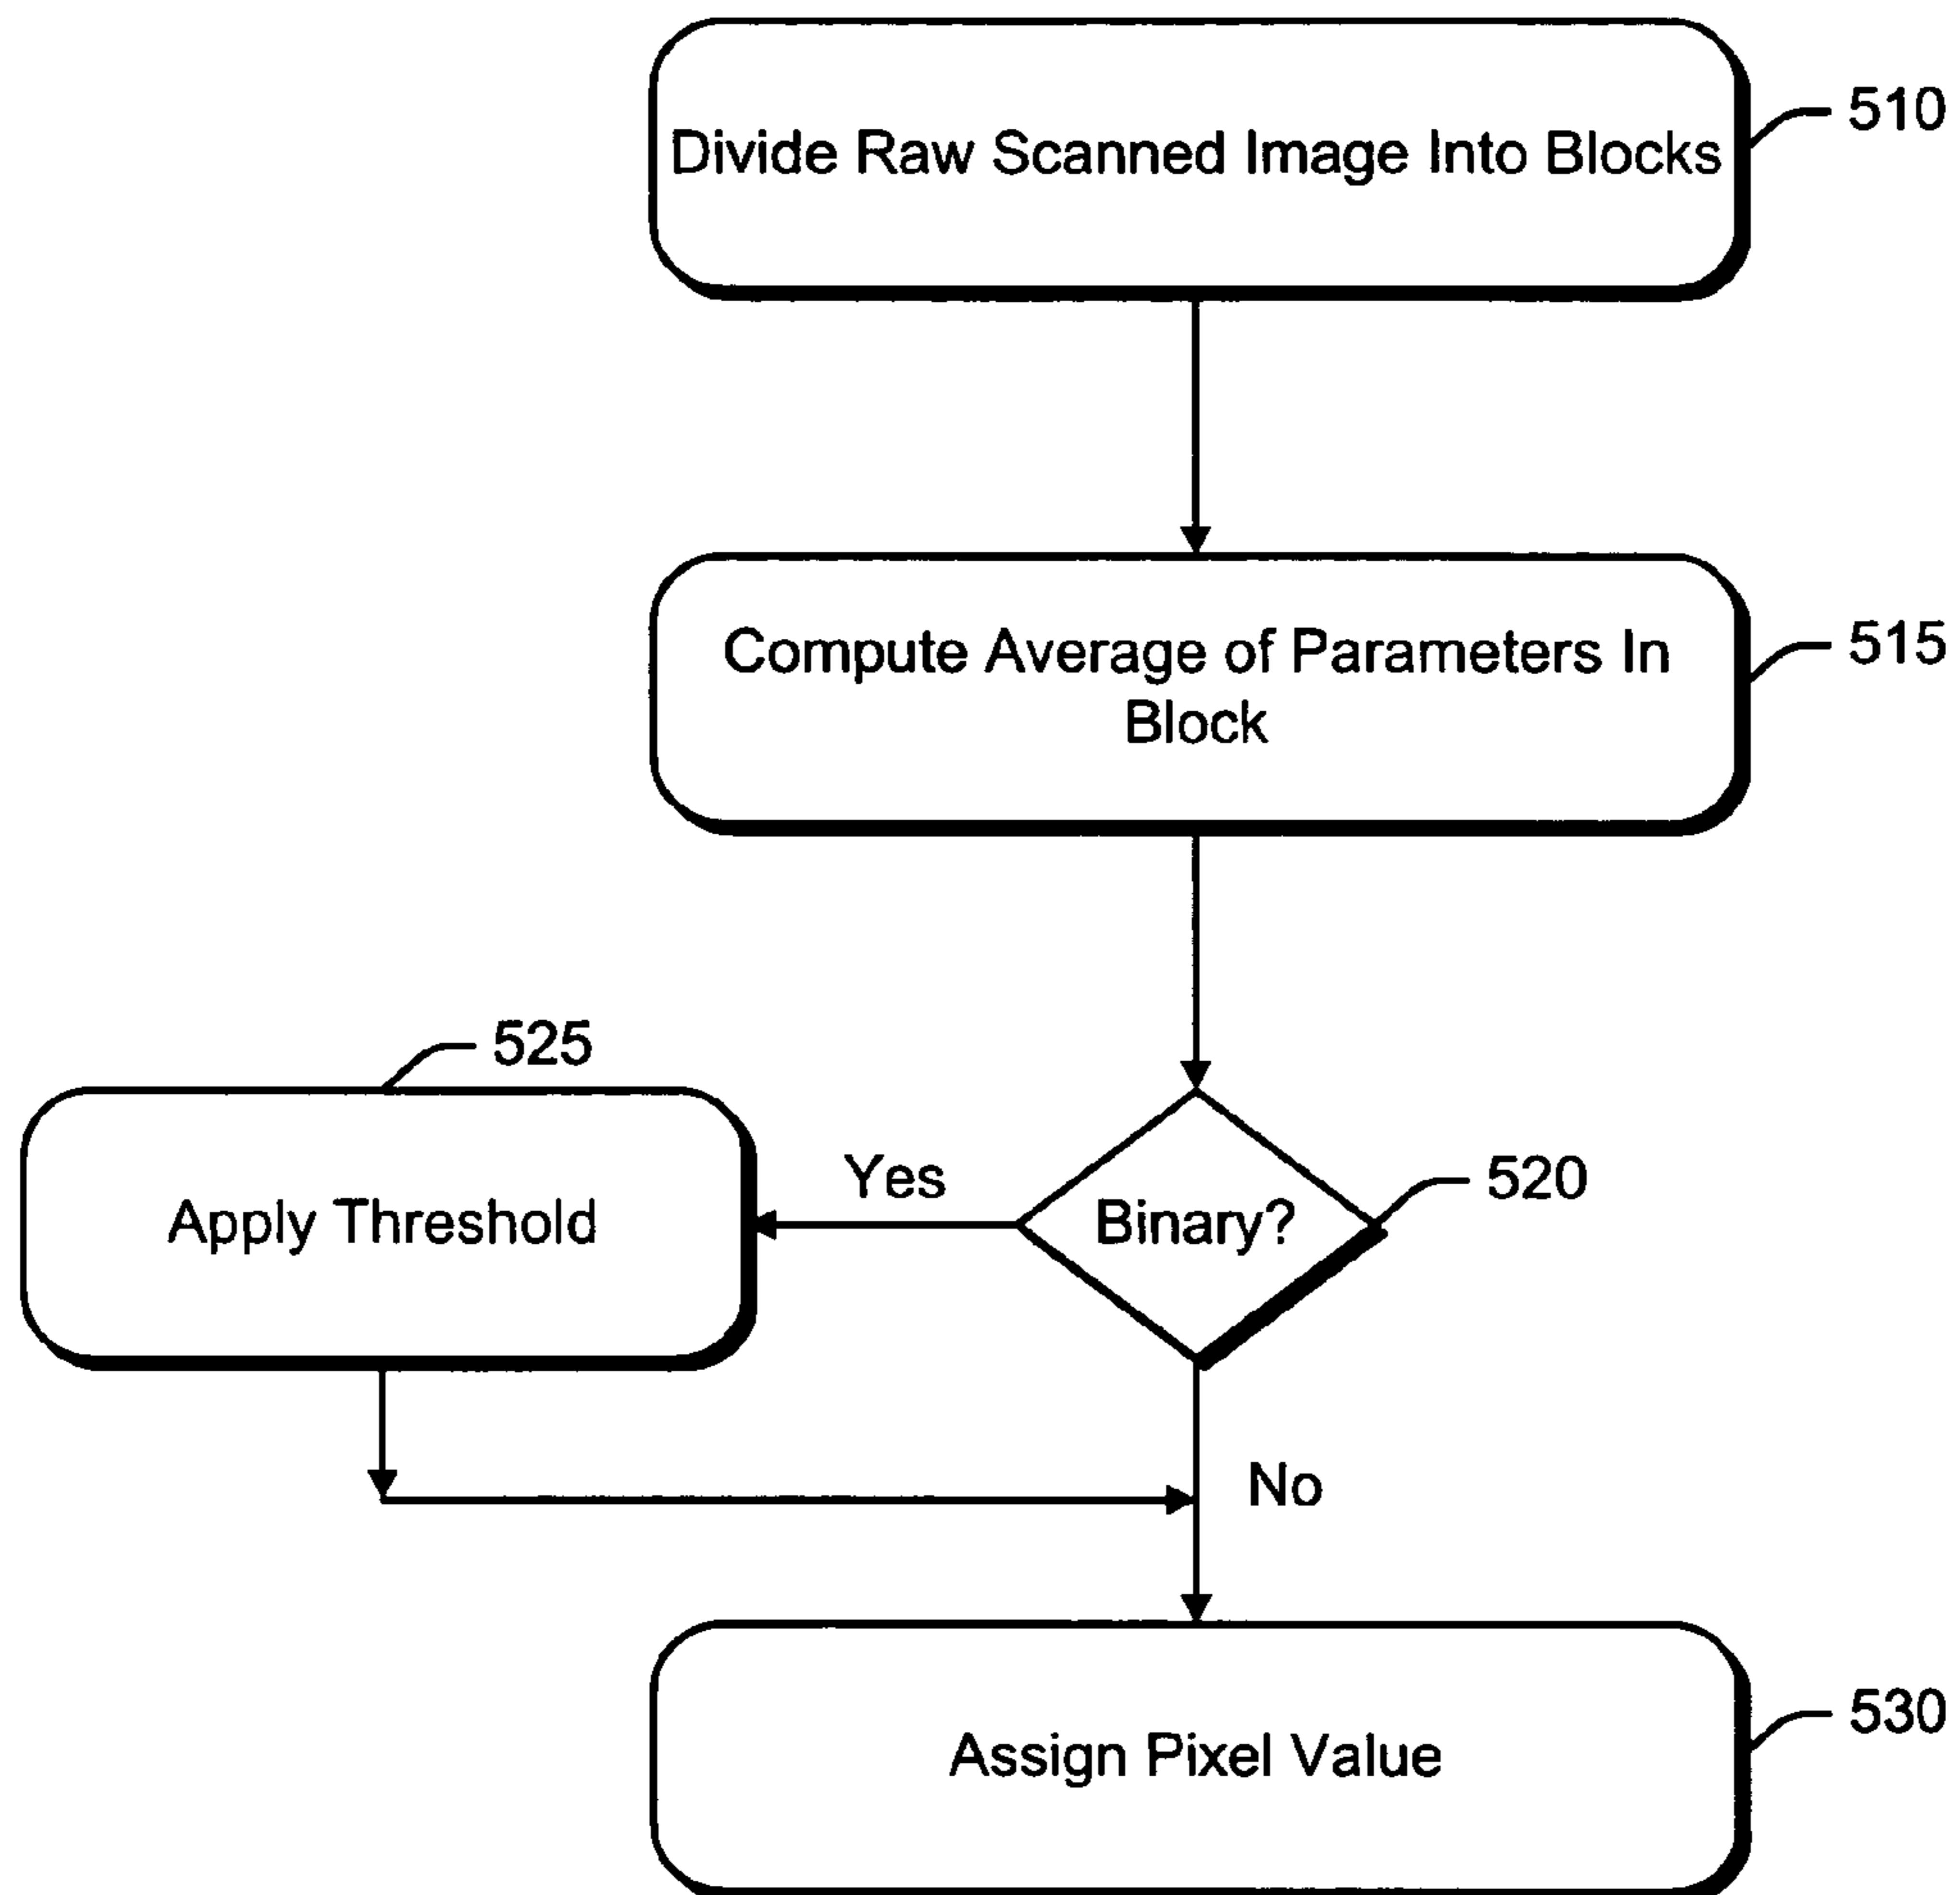 Divide Raw Scanned Image Into Blocks
510
Compute Average of Parameters In
Block
515
525
Apply Threshold
Yes
Binary?
520
No
Assign Pixel Value
530